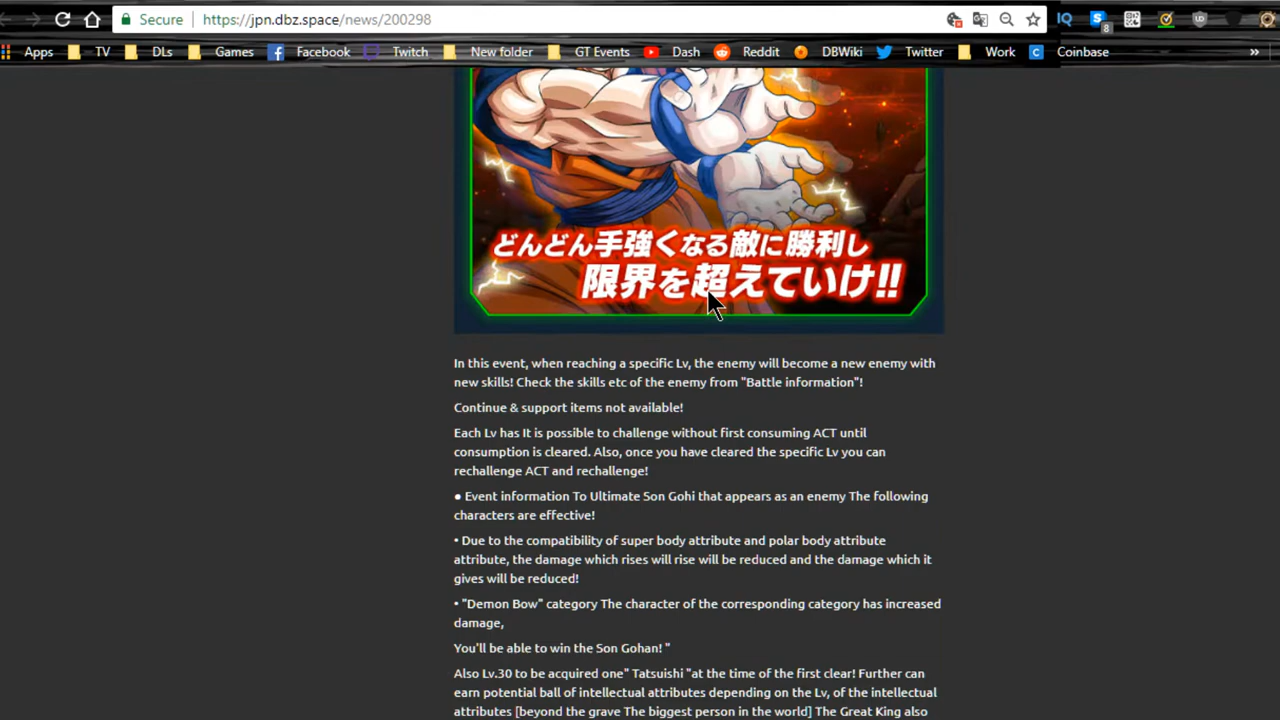 Secure https://jpn.dbz.space/news/200298
8
Apps TV DLs Games Facebook Twitch New folder GT Events Dash Reddit DBWiki Twitter Work Coinbase »
どんどん手強くなる敵に勝利し
限界を超えていけ!!
In this event, when reaching a specific Lv, the enemy will become a new enemy with
new skills! Check the skills etc of the enemy from "Battle information"!
Continue & support items not available!
Each Lv has It is possible to challenge without first consuming ACT until
consumption is cleared. Also, once you have cleared the specific Lv you can
rechallenge ACT and rechallenge!
● Event information To Ultimate Son Gohi that appears as an enemy The following
characters are effective!
• Due to the compatibility of super body attribute and polar body attribute
attribute, the damage which rises will rise will be reduced and the damage which it
gives will be reduced!
• "Demon Bow" category The character of the corresponding category has increased
damage,
You'll be able to win the Son Gohan! "
Also Lv.30 to be acquired one" Tatsuishi "at the time of the first clear! Further can
earn potential ball of intellectual attributes depending on the Lv, of the intellectual
attributes [beyond the grave The biggest person in the world] The Great King also